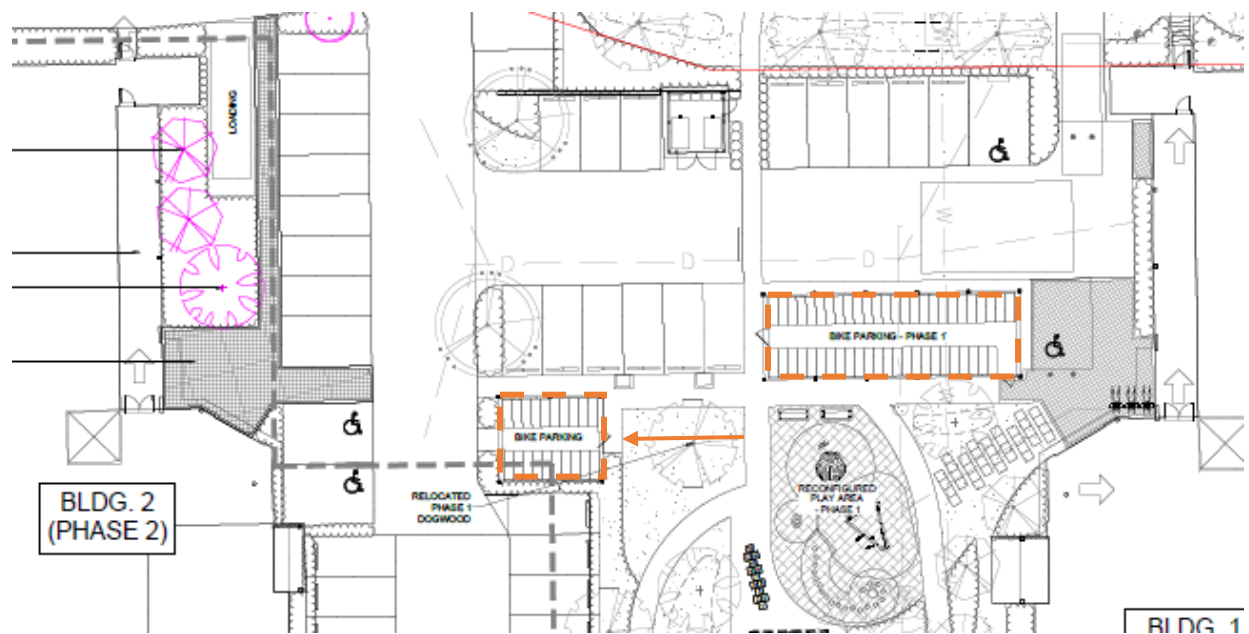 LOADING
D
D
W
W
BIKE PARKING - PHASE 1
BIKE PARKING
RELOCATED
PHASE 1
DOGWOOD
RECONFIGURED
PLAY AREA
- PHASE 1
BLDG. 2
(PHASE 2)
BLDG. 1